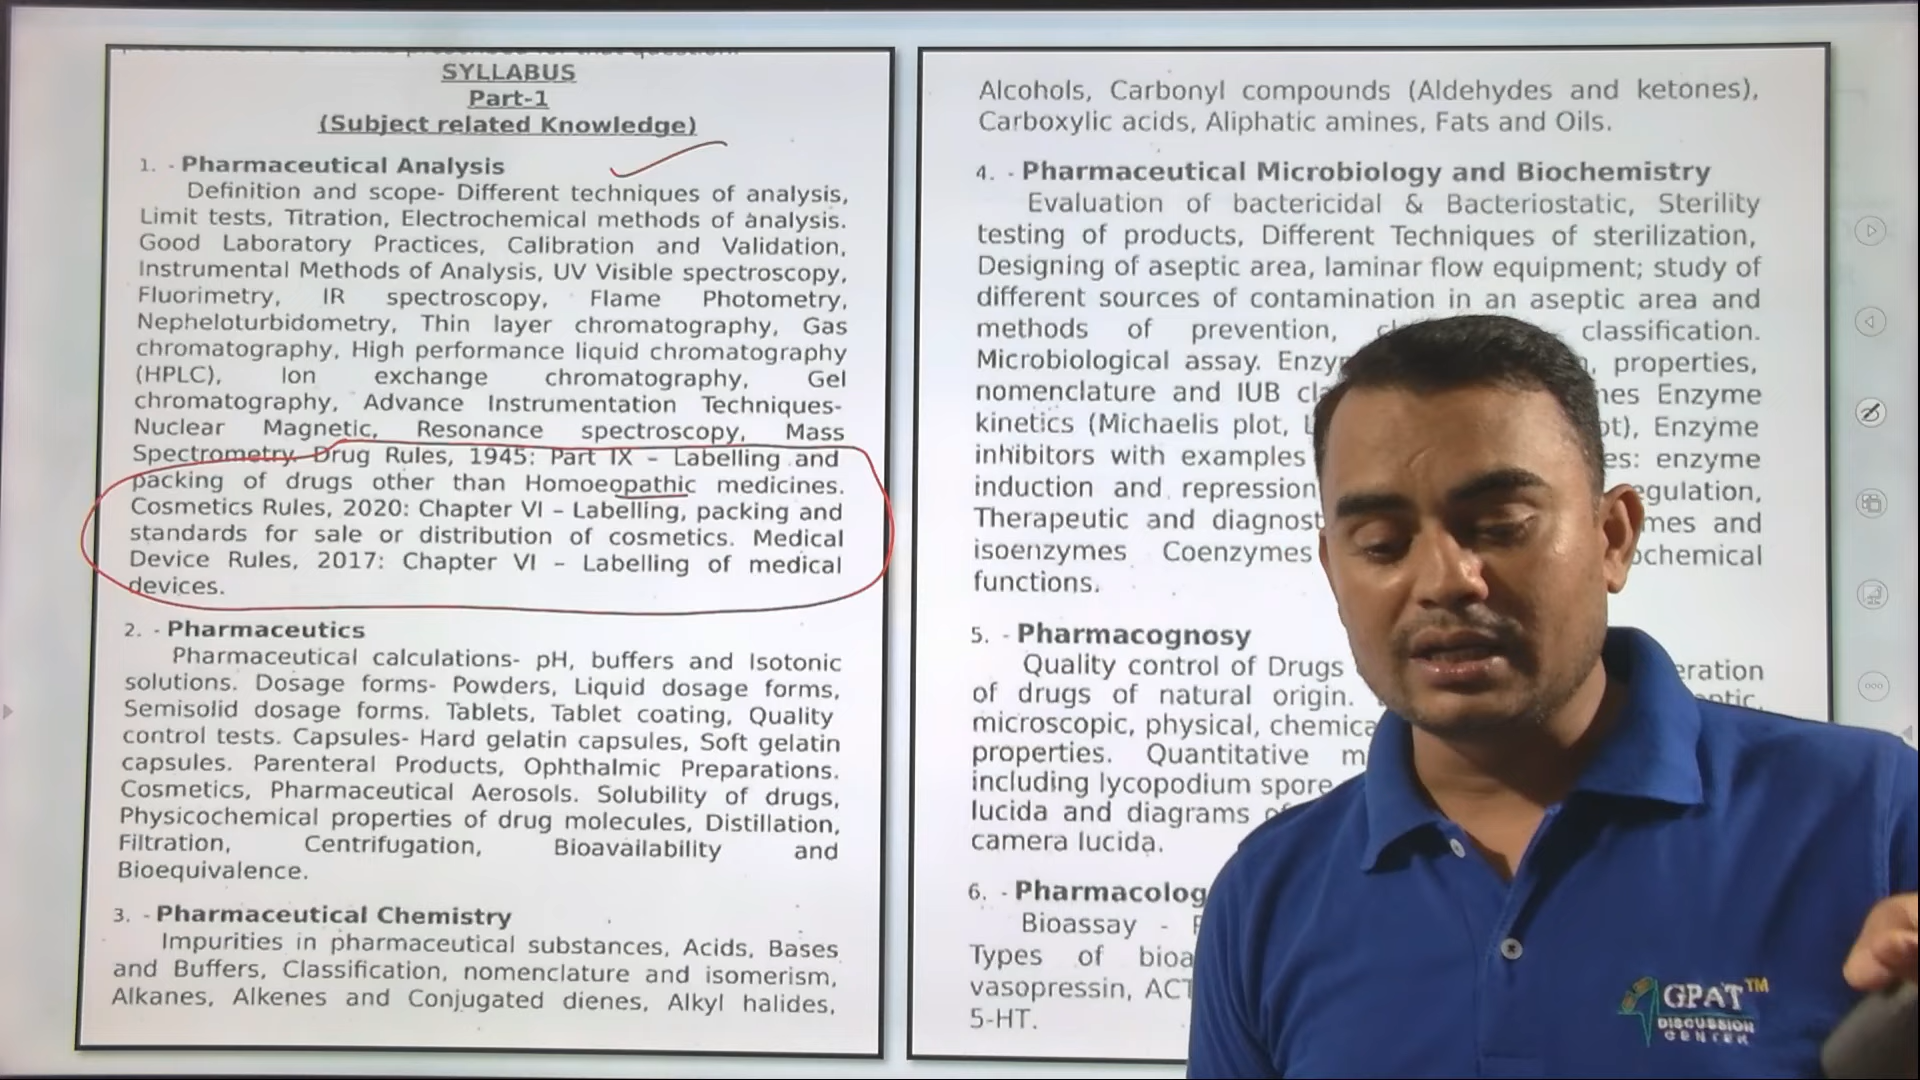 SYLLABUS
Part-1
(Subject related Knowledge)
1. - Pharmaceutical Analysis
Definition and scope- Different techniques of analysis,
Limit tests, Titration, Electrochemical methods of analysis.
Good Laboratory Practices, Calibration and Validation,
Instrumental Methods of Analysis, UV Visible spectroscopy,
Fluorimetry, IR spectroscopy, Flame Photometry,
Nepheloturbidometry, Thin layer chromatography, Gas
chromatography, High performance liquid chromatography
(HPLC), Ion exchange chromatography, Gel
chromatography, Advance Instrumentation Techniques-
Nuclear Magnetic, Resonance spectroscopy, Mass
Spectrometry. Drug Rules, 1945: Part IX – Labelling and
packing of drugs other than Homoeopathic medicines.
Cosmetics Rules, 2020: Chapter VI – Labelling, packing and
standards for sale or distribution of cosmetics. Medical
Device Rules, 2017: Chapter VI – Labelling of medical
devices.
2. - Pharmaceutics
Pharmaceutical calculations- pH, buffers and Isotonic
solutions. Dosage forms- Powders, Liquid dosage forms,
Semisolid dosage forms. Tablets, Tablet coating, Quality
control tests. Capsules- Hard gelatin capsules, Soft gelatin
capsules. Parenteral Products, Ophthalmic Preparations.
Cosmetics, Pharmaceutical Aerosols. Solubility of drugs,
Physicochemical properties of drug molecules, Distillation,
Filtration, Centrifugation, Bioavailability and
Bioequivalence.
3. - Pharmaceutical Chemistry
Impurities in pharmaceutical substances, Acids, Bases
and Buffers, Classification, nomenclature and isomerism,
Alkanes, Alkenes and Conjugated dienes, Alkyl halides,
Alcohols, Carbonyl compounds (Aldehydes and ketones),
Carboxylic acids, Aliphatic amines, Fats and Oils.
4. - Pharmaceutical Microbiology and Biochemistry
Evaluation of bactericidal & Bacteriostatic, Sterility
testing of products, Different Techniques of sterilization,
Designing of aseptic area, laminar flow equipment; study of
different sources of contamination in an aseptic area and
methods of prevention, classification.
Microbiological assay. properties,
nomenclature and IUB Enzyme
kinetics (Michaelis plot, Enzyme
inhibitors with examples enzyme
induction and repression
Therapeutic and and
isoenzymes Coenzymes
functions.
5. - Pharmacognosy
Quality control of Drugs
of drugs of natural origin.
microscopic, physical,
properties. Quantitative
including lycopodium spore
lucida and diagrams
camera lucida.
6. -
Bioassay -
Types of
vasopressin,
5-HT.
GPAT™
DISCUSSION
CENTER